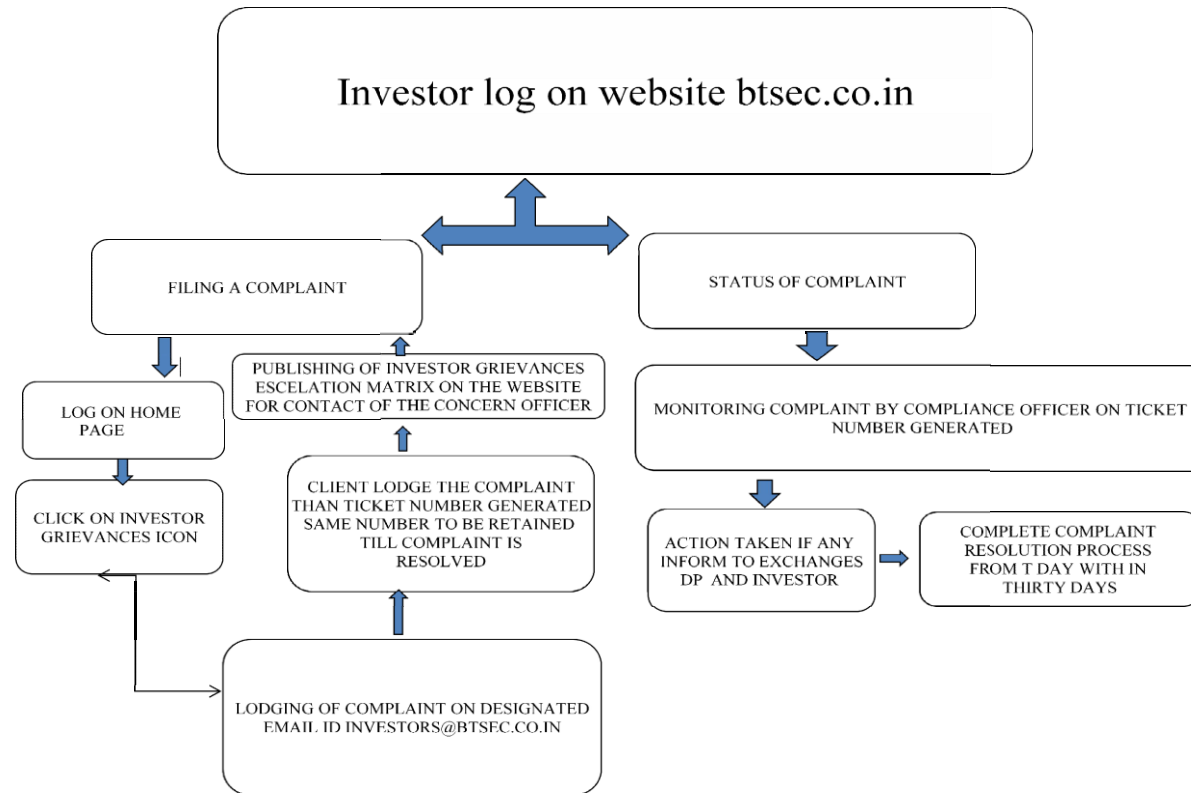 Investor log on website btsec.co.in
FILING A COMPLAINT
STATUS OF COMPLAINT
LOG ON HOME
PAGE
CLICK ON INVESTOR
GRIEVANCES ICON
LODGING OF COMPLAINT ON DESIGNATED
EMAIL ID INVESTORS@BTSEC.CO.IN
CLIENT LODGE THE COMPLAINT
THAN TICKET NUMBER GENERATED
SAME NUMBER TO BE RETAINED
TILL COMPLAINT IS
RESOLVED
PUBLISHING OF INVESTOR GRIEVANCES
ESCELATION MATRIX ON THE WEBSITE
FOR CONTACT OF THE CONCERN OFFICER
MONITORING COMPLAINT BY COMPLIANCE OFFICER ON TICKET
NUMBER GENERATED
ACTION TAKEN IF ANY
INFORM TO EXCHANGES
DP AND INVESTOR
COMPLETE COMPLAINT
RESOLUTION PROCESS
FROM T DAY WITH IN
THIRTY DAYS